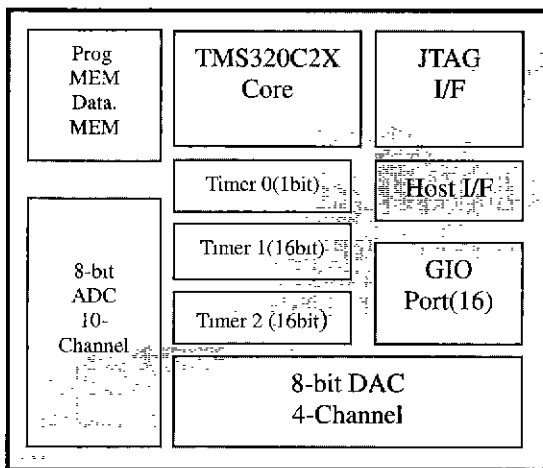 Prog
MEM
Data.
MEM
TMS320C2X
Core
JTAG
I/F
Timer 0(1bit)
Host I/F
Timer 1(16bit)
8-bit
ADC
10-
Channel
GIO
Port(16)
Timer 2 (16bit)
8-bit DAC
4-Channel